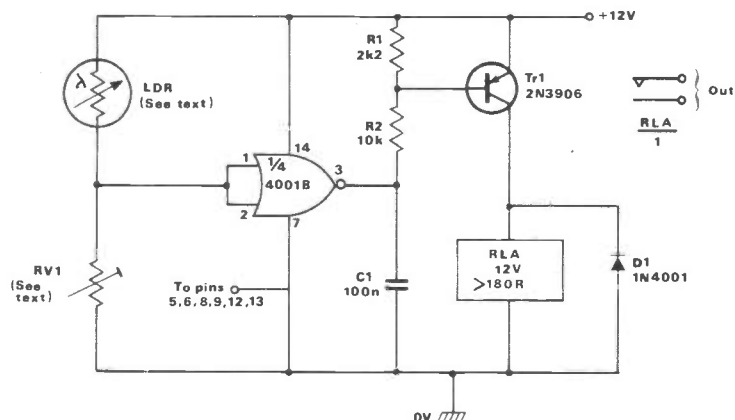 +12V
R1
2k2
LDR
(See text)
λ
Tr1
2N3906
Out
RLA
1
R2
10k
14
1
1/4
3
4001B
2
7
RV1
(See
text)
To pins
5,6,8,9,12,13
C1
100n
RLA
12V
>180R
D1
1N4001
0V